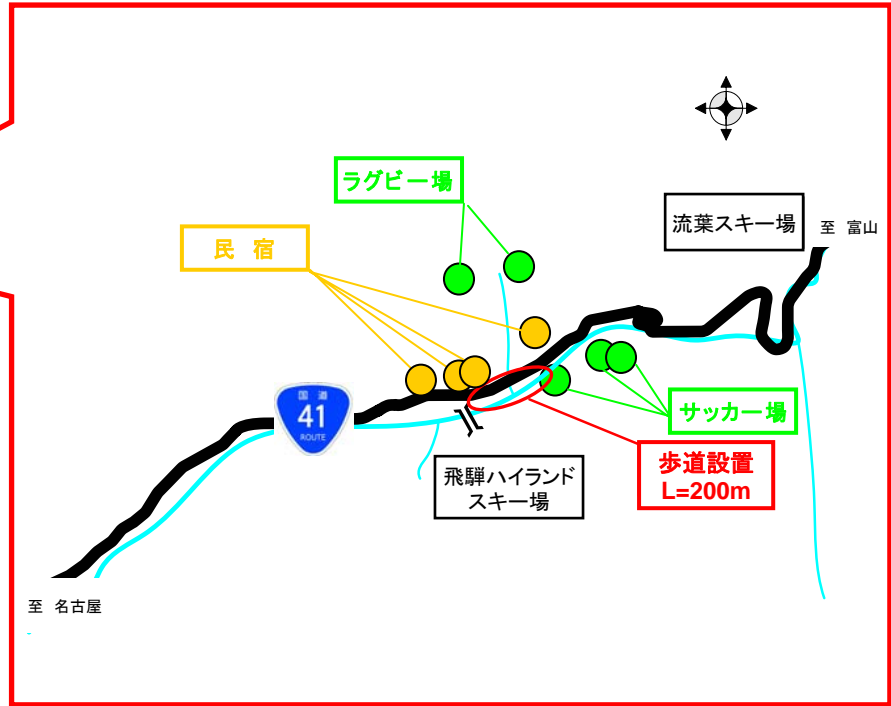 ラグビー場
流葉スキー場
至 富山
民 宿
国 道
41
ROUTE
サッカー場
歩道設置
L=200m
飛騨ハイランド
スキー場
至 名古屋